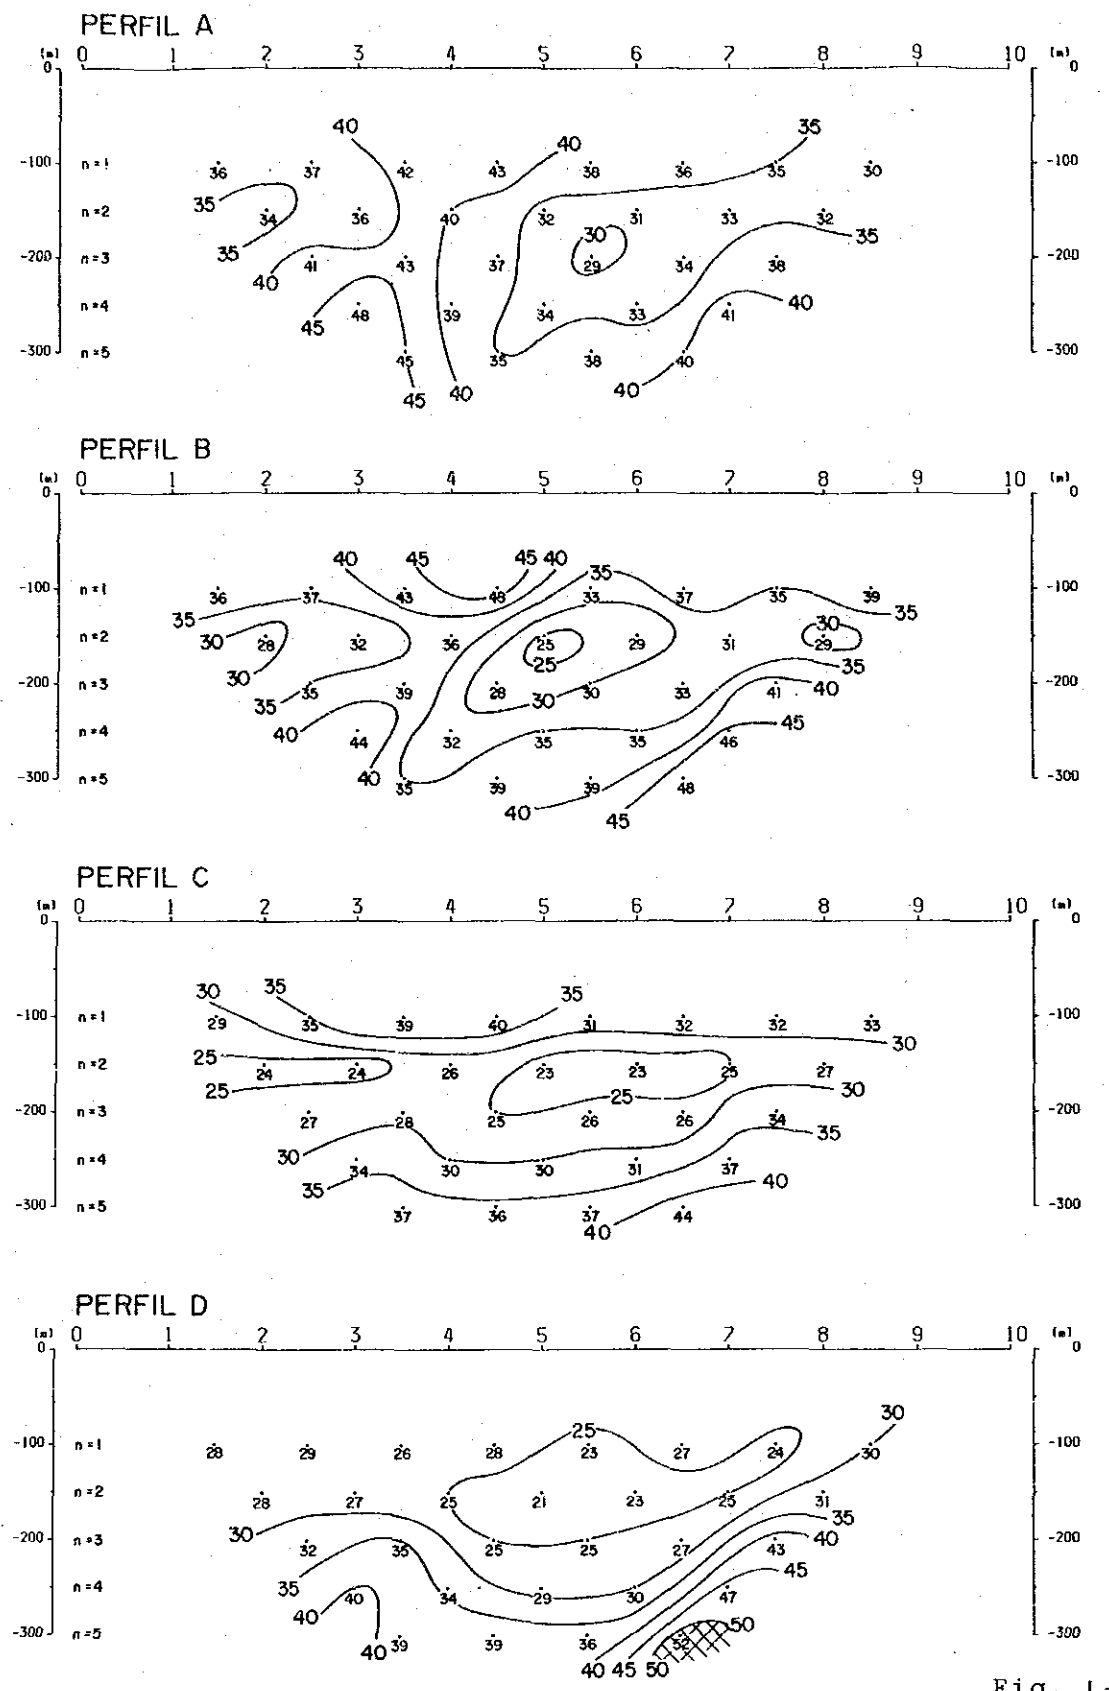 PERFIL A
(m) 0 1 2 3 4 5 6 7 8 9 10 (m)
0 0
40 40 35
-100 n=1 36 37 42 43 38 36 35 30 -100
35
n=2 34 36 40 32 31 33 32
35 30 35
-200 n=3 41 43 37 29 34 38 -200
40
n=4 48 39 34 33 41 40
45
-300 n=5 45 35 38 40 -300
45 40 40
PERFIL B
(m) 0 1 2 3 4 5 6 7 8 9 10 (m)
0 0
40 45 45 40 35
-100 n=1 36 37 43 48 33 37 35 39 -100
35 35
30 30
n=2 28 32 36 25 29 31 29
30 25 35
-200 n=3 35 39 28 30 33 41 40 -200
35 30
40 45
n=4 44 32 35 35 46
40
-300 n=5 35 39 39 48 -300
40 45
PERFIL C
(m) 0 1 2 3 4 5 6 7 8 9 10 (m)
0 0
30 35 35
-100 n=1 29 35 39 40 31 32 32 33 -100
30
25
n=2 24 24 26 23 23 25 27
25 25 30
-200 n=3 27 28 25 26 26 34 -200
35
30
n=4 34 30 30 31 37
35 40
-300 n=5 37 36 37 44 -300
40
PERFIL D
(m) 0 1 2 3 4 5 6 7 8 9 10 (m)
0 0
30
25
-100 n=1 28 29 26 28 23 27 24 30 -100
n=2 28 27 25 21 23 25 31
35
30
-200 n=3 32 35 25 25 27 43 40 -200
45
35
n=4 40 34 29 30 47
40 50
-300 n=5 39 39 36 52 -300
40
40 45 50
Fig. 1-